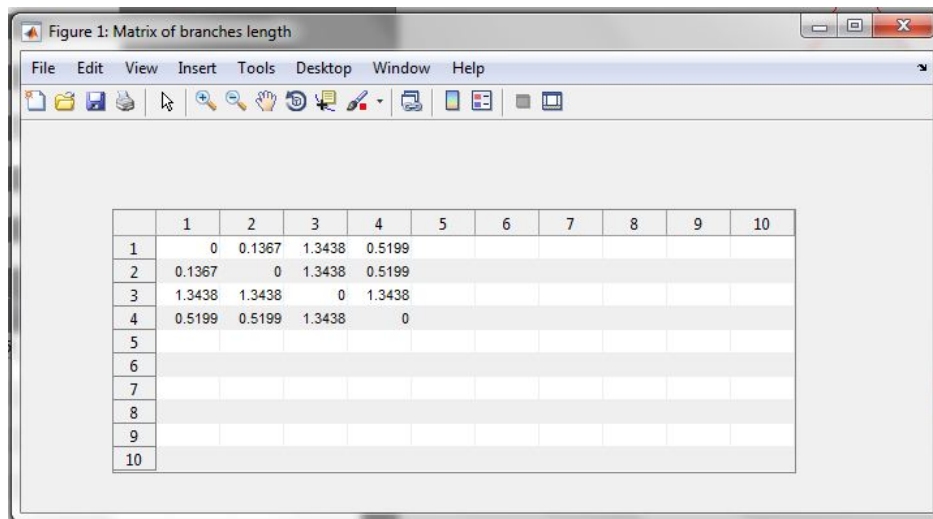 Figure 1: Matrix of branches length
File Edit View Insert Tools Desktop Window Help
1 2 3 4 5 6 7 8 9 10
1 0 0.1367 1.3438 0.5199
2 0.1367 0 1.3438 0.5199
3 1.3438 1.3438 0 1.3438
4 0.5199 0.5199 1.3438 0
5
6
7
8
9
10